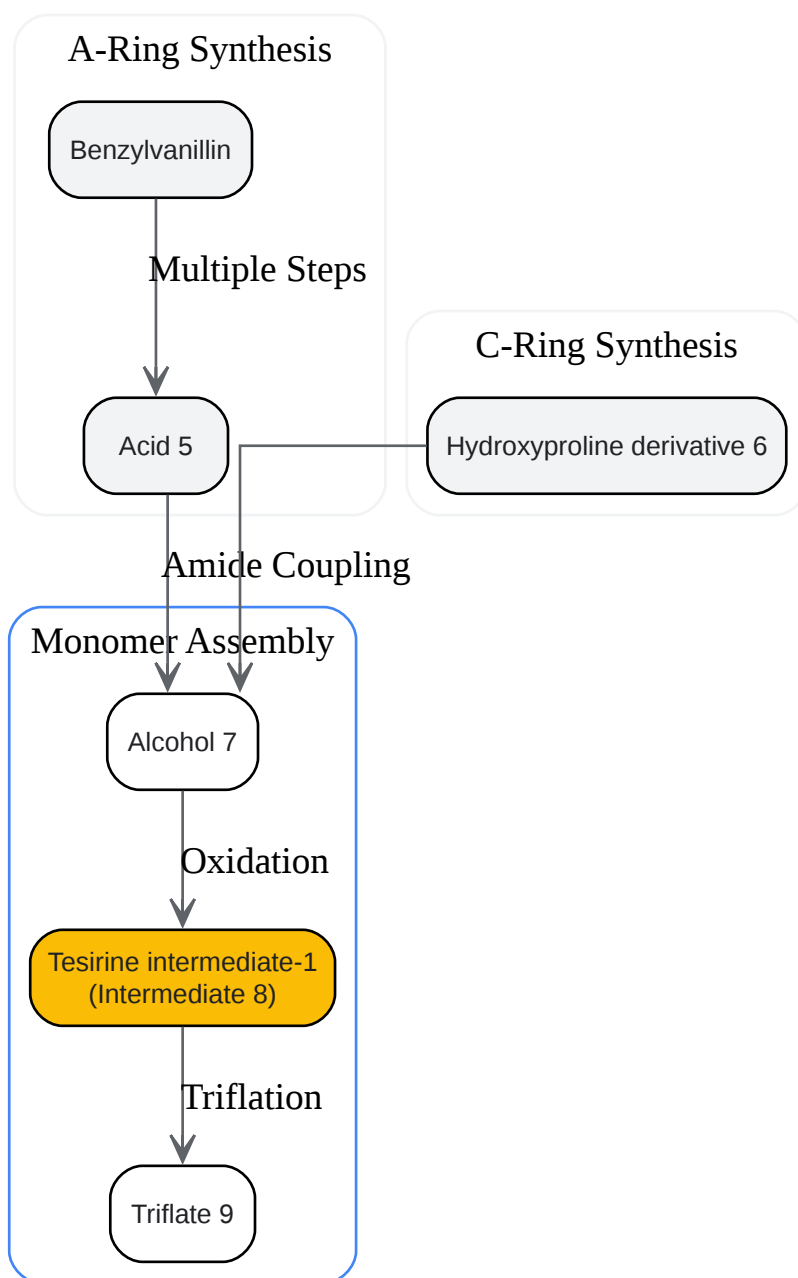 A-Ring Synthesis
Benzylvanillin
Multiple Steps
C-Ring Synthesis
Acid 5
Hydroxyproline derivative 6
Amide Coupling
Monomer Assembly
Alcohol 7
Oxidation
Tesirine intermediate-1
(Intermediate 8)
Triflation
Triflate 9